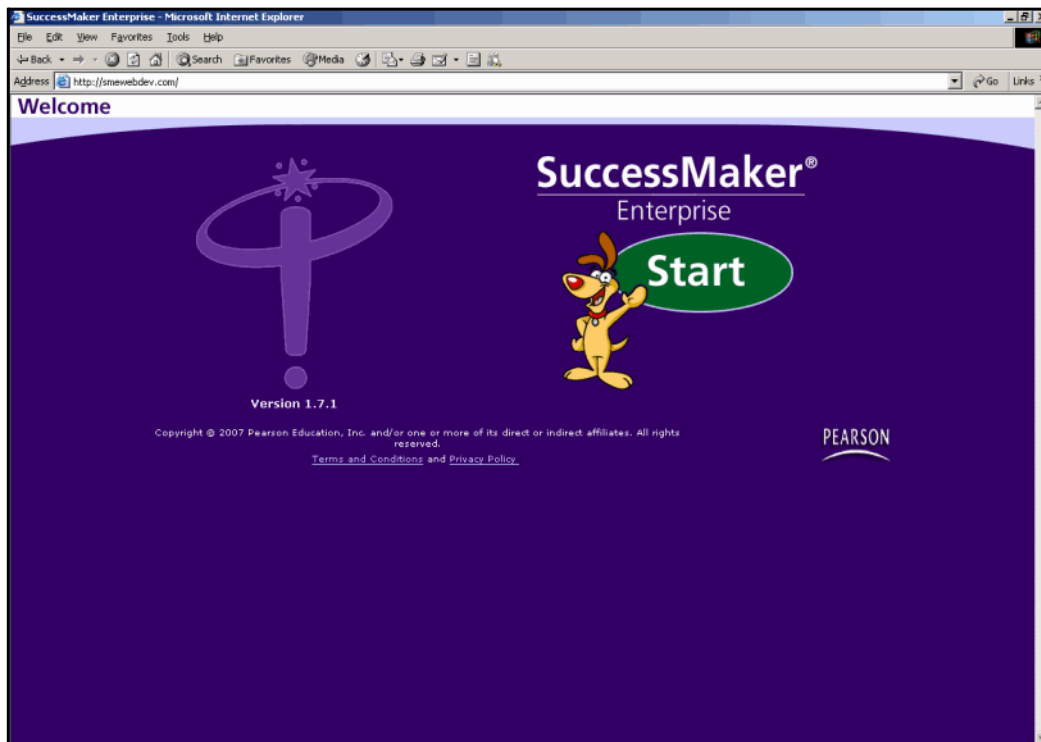 SuccessMaker Enterprise - Microsoft Internet Explorer
File Edit View Favorites Tools Help
Back Search Favorites Media
Address http://smewebdev.com/ Go Links
Welcome
SuccessMaker®
Enterprise
Start
Version 1.7.1
Copyright © 2007 Pearson Education, Inc. and/or one or more of its direct or indirect affiliates. All rights
reserved.
Terms and Conditions and Privacy Policy
PEARSON